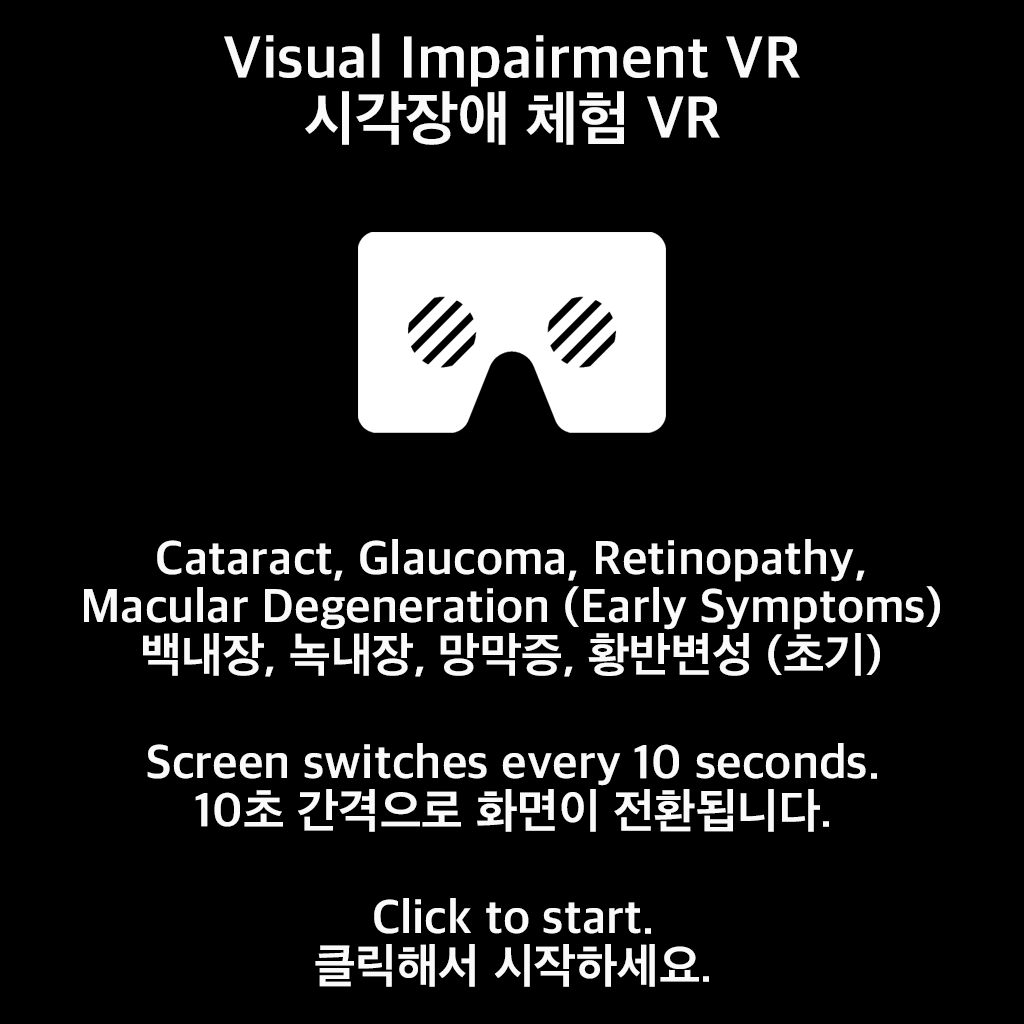 Visual Impairment VR
시각장애 체험 VR
Cataract, Glaucoma, Retinopathy,
Macular Degeneration (Early Symptoms)
백내장, 녹내장, 망막증, 황반변성 (초기)
Screen switches every 10 seconds.
10초 간격으로 화면이 전환됩니다.
Click to start.
클릭해서 시작하세요.